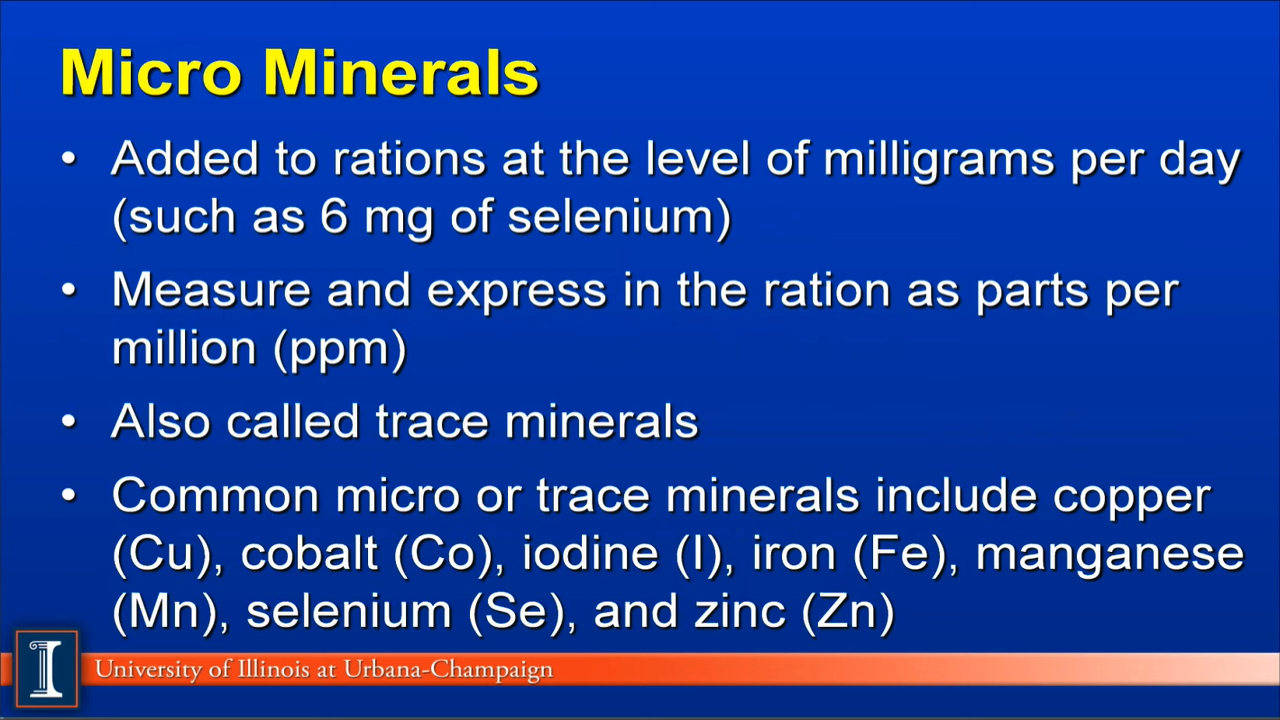 Micro Minerals
• Added to rations at the level of milligrams per day
(such as 6 mg of selenium)
• Measure and express in the ration as parts per
million (ppm)
• Also called trace minerals
• Common micro or trace minerals include copper
(Cu), cobalt (Co), iodine (I), iron (Fe), manganese
(Mn), selenium (Se), and zinc (Zn)
I University of Illinois at Urbana-Champaign